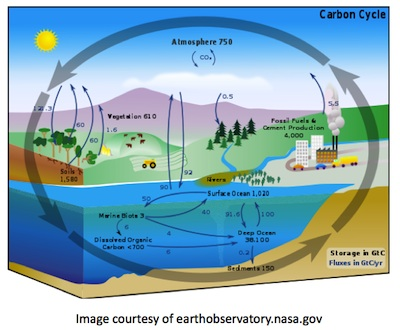 Carbon Cycle
Atmosphere 750
CO₂
121.3
60
60
1.6
Vegetation 610
0.5
Fossil Fuels &
Cement Production
4,000
5.5
Soils
1,580
92
90
Rivers
Surface Ocean 1,020
50
Marine Biota 3
40
91.6
100
Deep Ocean
38,100
Dissolved Organic
Carbon <700
6
4
0.2
Sediments 150
Storage in GtC
Fluxes in GtC/yr
Image courtesy of earthobservatory.nasa.gov